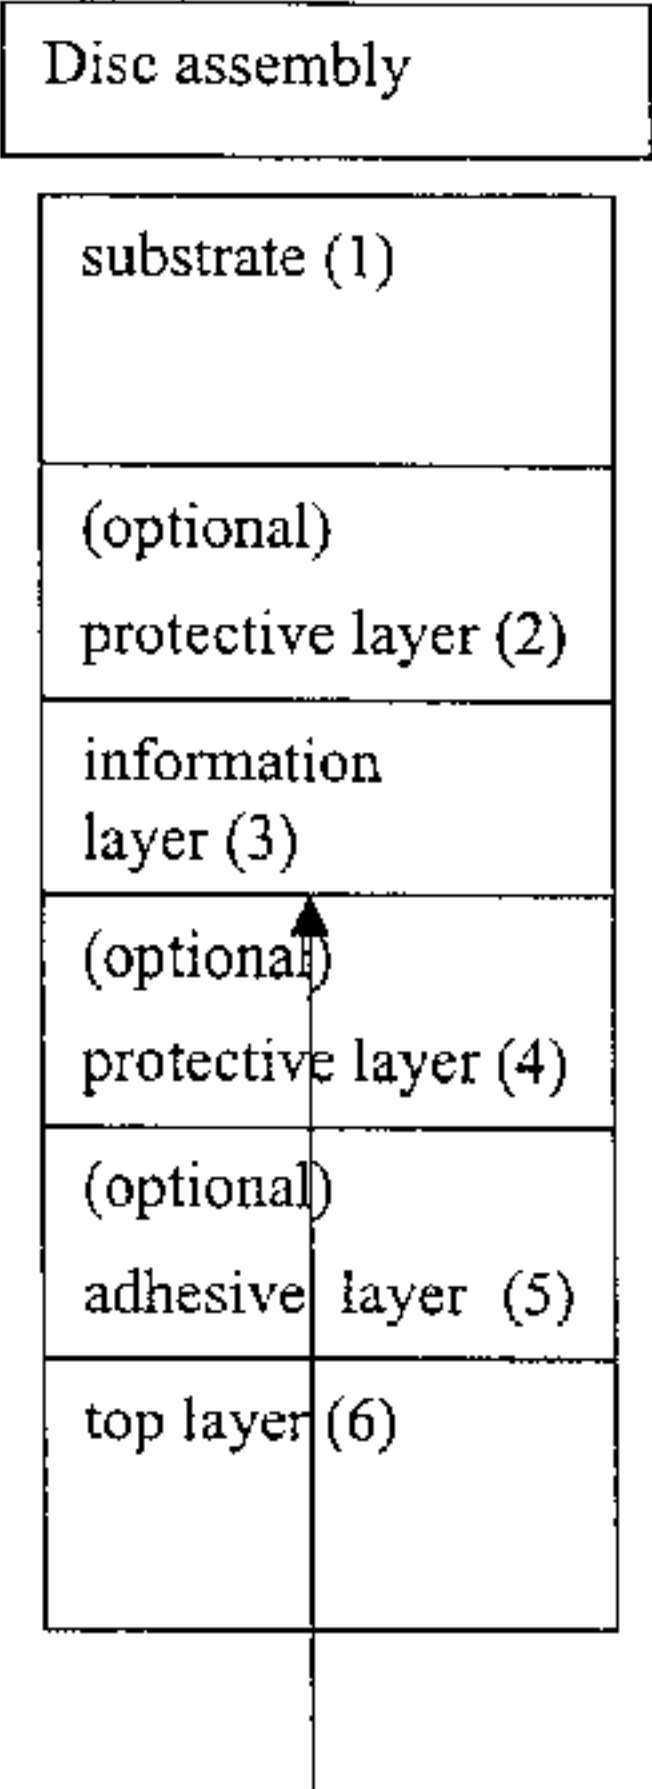 Disc assembly
substrate (1)
(optional)
protective layer (2)
information
layer (3)
(optional)
protective layer (4)
(optional)
adhesive layer (5)
top layer (6)